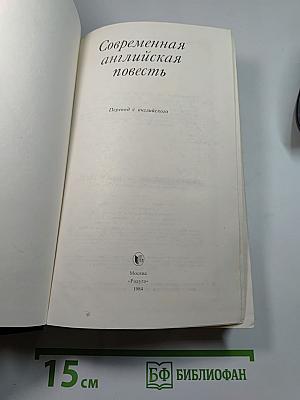 Современная
английская
повесть
Перевод с английского
Москва
«Радуга»
1984
15 см
БФ БИБЛИОФАН